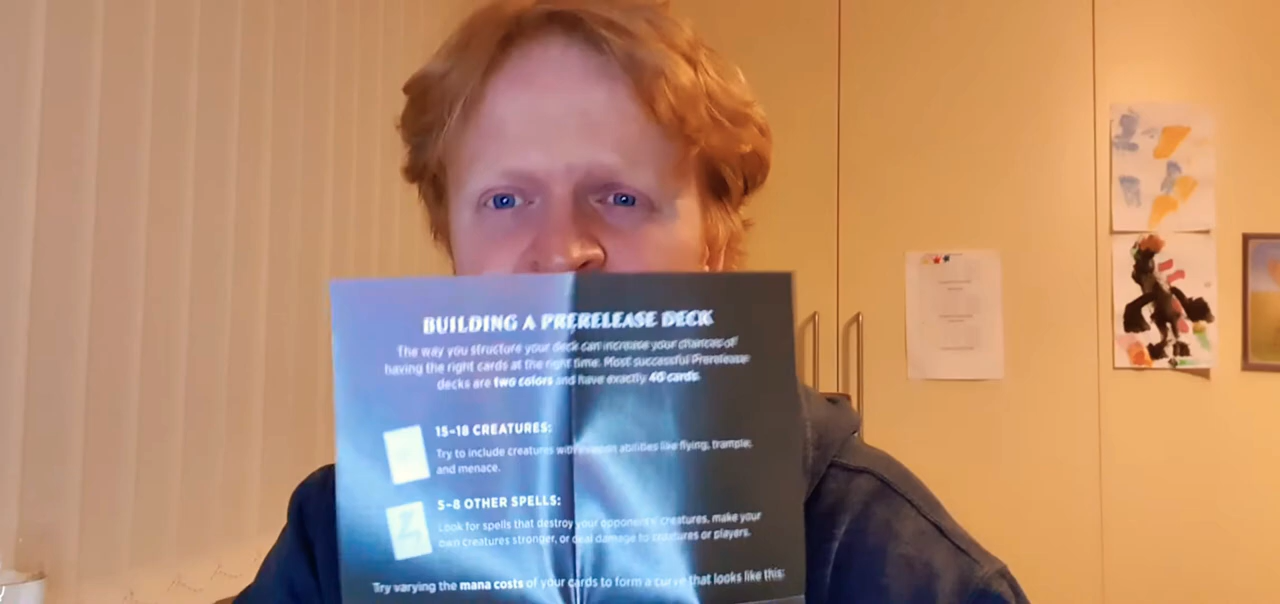 BUILDING A PRERELEASE DECK
The way you structure your deck can increase your chances of
having the right cards at the right time. Most successful Prerelease
decks are two colors and have exactly 40 cards.
15–18 CREATURES:
Try to include creatures with evasion abilities like flying, trample,
and menace.
5–8 OTHER SPELLS:
Look for spells that destroy your opponents' creatures, make your
own creatures stronger, or deal damage to creatures or players.
Try varying the mana costs of your cards to form a curve that looks like this: